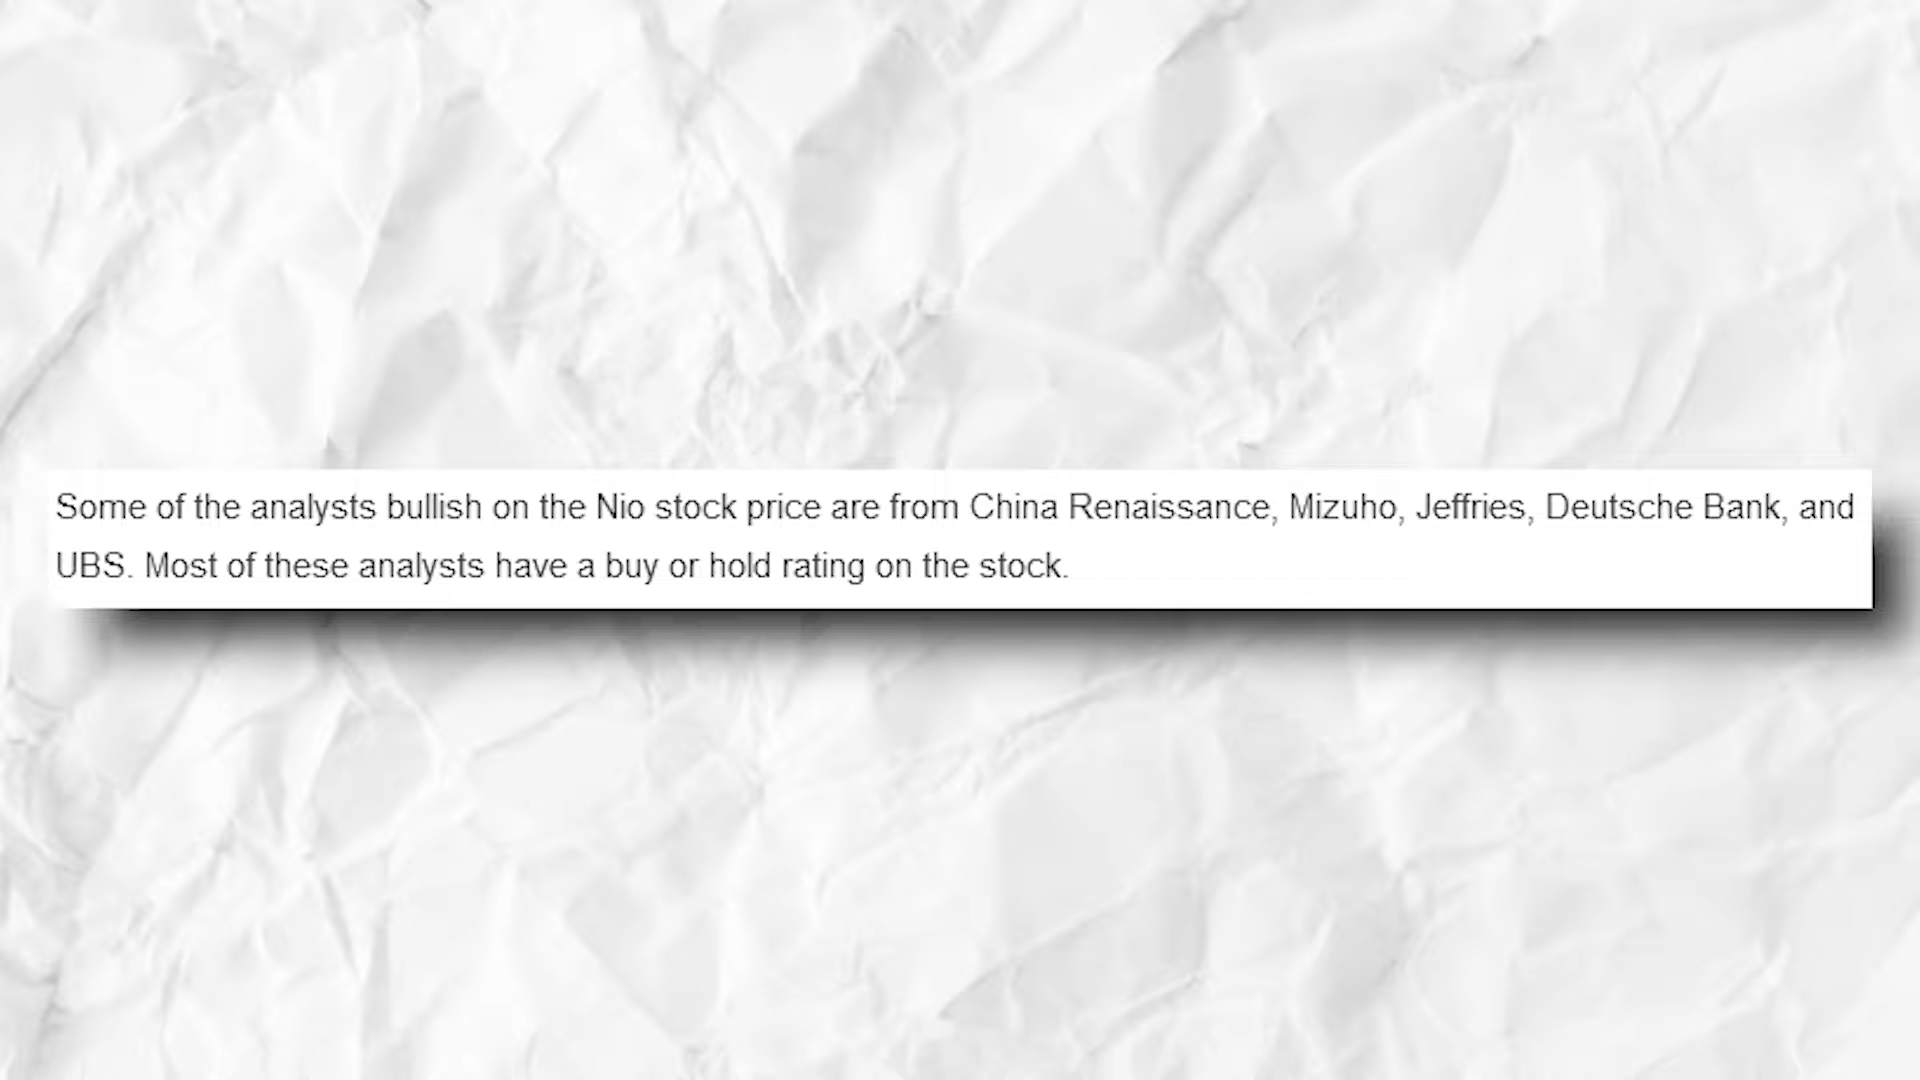 Some of the analysts bullish on the Nio stock price are from China Renaissance, Mizuho, Jeffries, Deutsche Bank, and
UBS. Most of these analysts have a buy or hold rating on the stock.